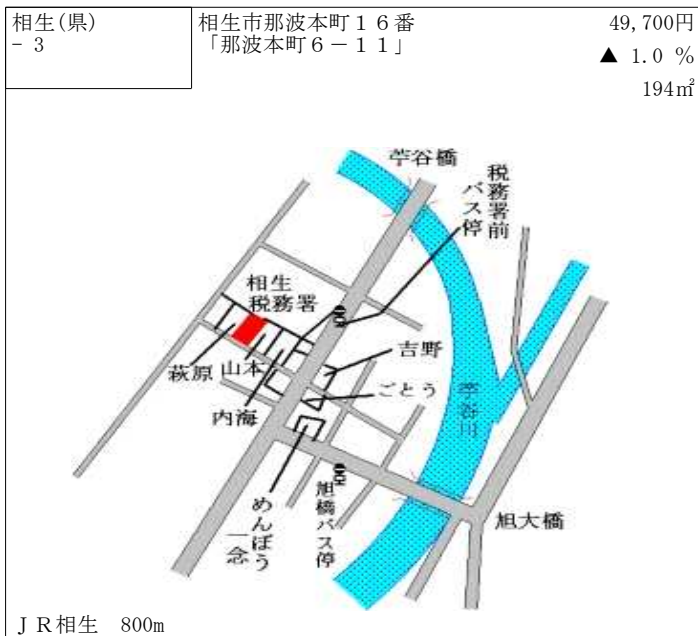 相生(県)
- 3
相生市那波本町１６番
「那波本町６－１１」
49,700円
▲ 1.0 %
194㎡
苧谷橋
税務署前
バス停
相生
税務署
吉野
萩原
山本
ごとう
内海
苧谷川
めんぼう
一念
旭橋バス停
旭大橋
ＪＲ相生 800m